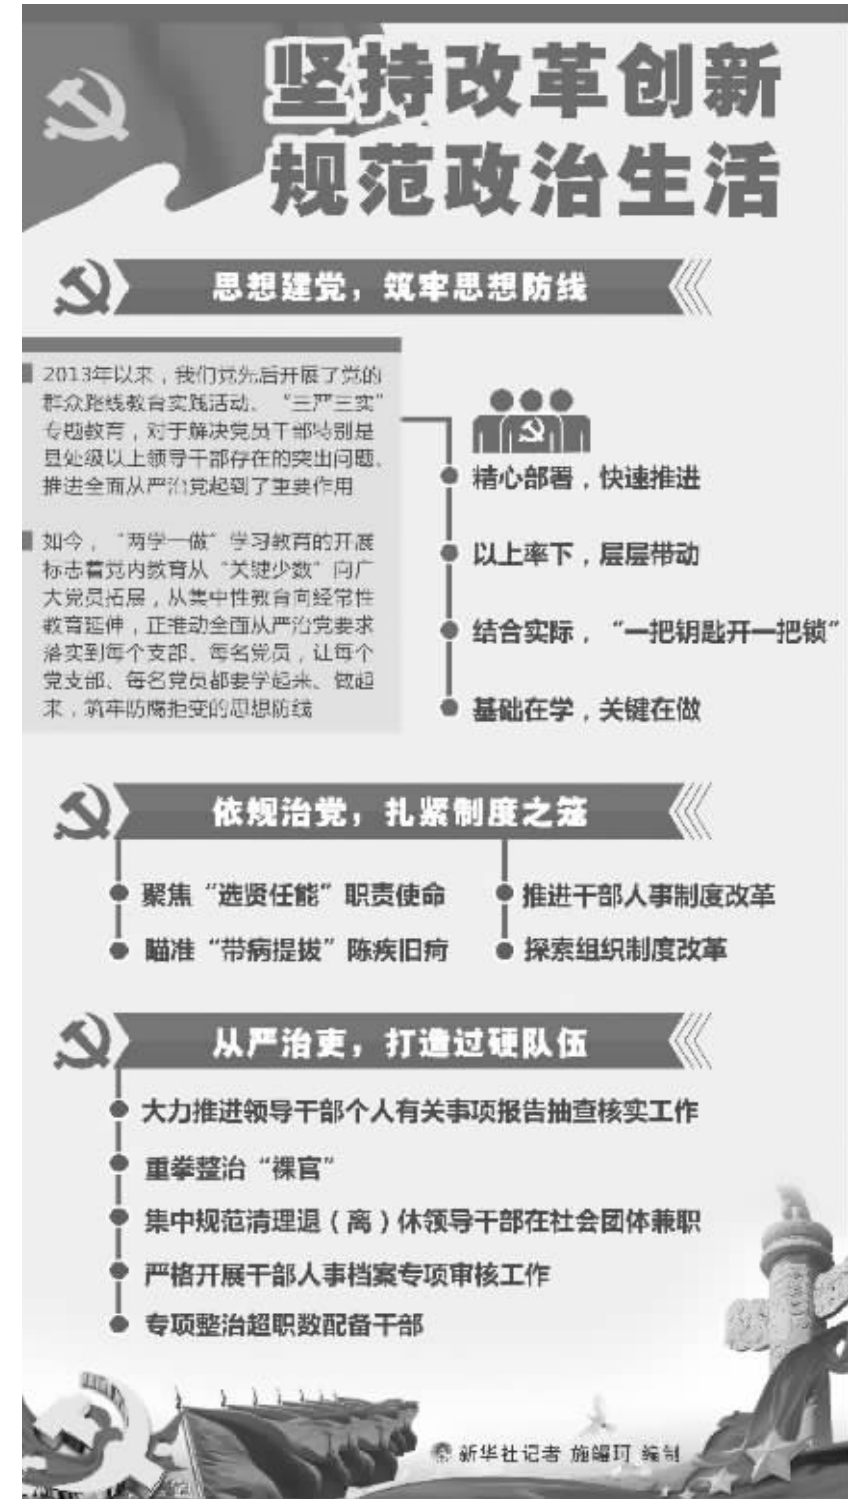 坚持改革创新
规范政治生活
思想建党，筑牢思想防线
2013年以来，我们党先后开展了党的
群众路线教育实践活动、“三严三实”
专题教育，对于解决党员干部特别是
县处级以上领导干部存在的突出问题、
推进全面从严治党起到了重要作用
如今，“两学一做”学习教育的开展
标志着党内教育从“关键少数”向广
大党员拓展，从集中性教育向经常性
教育延伸，正推动全面从严治党要求
落实到每个支部、每名党员，让每个
党支部、每名党员都要学起来、做起
来，筑牢防腐拒变的思想防线
精心部署，快速推进
以上率下，层层带动
结合实际，“一把钥匙开一把锁”
基础在学，关键在做
依规治党，扎紧制度之笼
聚焦“选贤任能”职责使命
瞄准“带病提拔”陈疾旧疴
推进干部人事制度改革
探索组织制度改革
从严治吏，打造过硬队伍
大力推进领导干部个人有关事项报告抽查核实工作
重拳整治“裸官”
集中规范清理退（离）休领导干部在社会团体兼职
严格开展干部人事档案专项审核工作
专项整治超职数配备干部
新华社记者 施鳗珂 编制